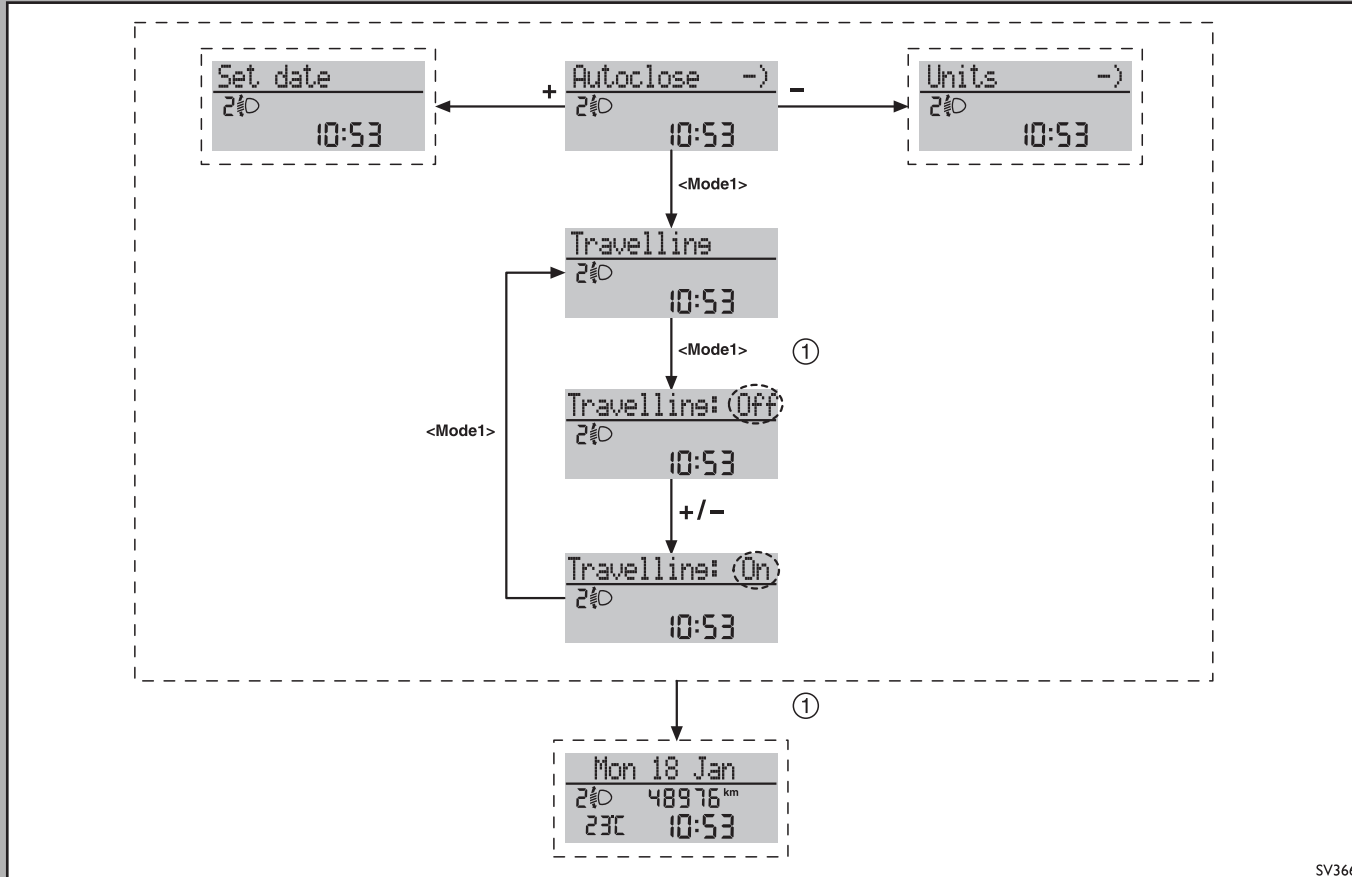 Set date
2
10:53
+
Autoclose -)
2
10:53
–
Units -)
2
10:53
<Mode1>
Travelling
2
10:53
<Mode1>
①
Travelling: Off
2
10:53
<Mode1>
+/–
Travelling: On
2
10:53
①
Mon 18 Jan
2 48976 km
23°C 10:53
SV366